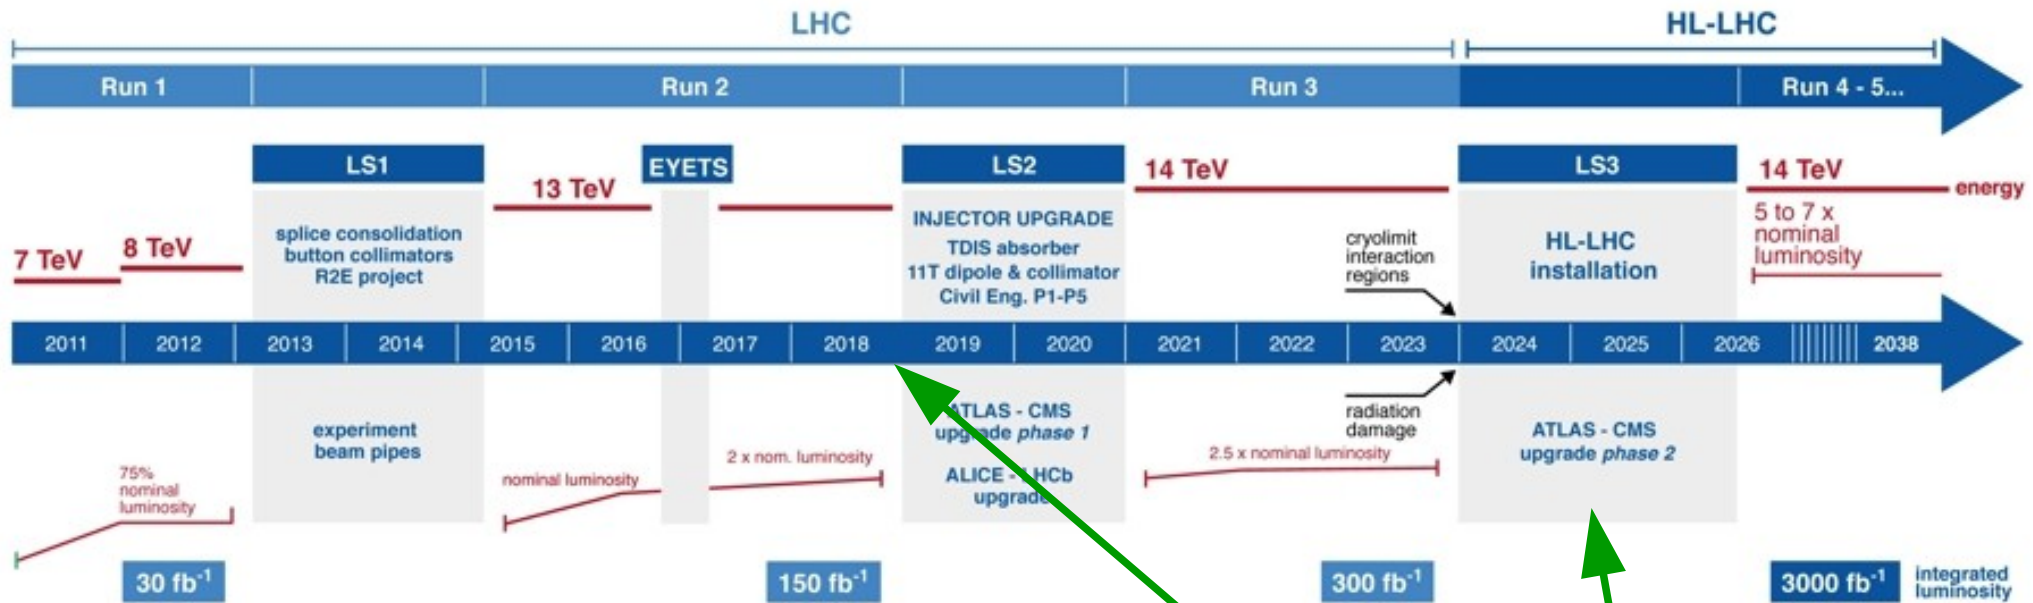 LHC
HL-LHC
Run 1
Run 2
Run 3
Run 4 - 5...
LS1
EYETS
LS2
LS3
7 TeV
8 TeV
13 TeV
14 TeV
14 TeV
energy
splice consolidation
button collimators
R2E project
INJECTOR UPGRADE
TDIS absorber
11T dipole & collimator
Civil Eng. P1-P5
cryolimit
interaction
regions
HL-LHC
installation
5 to 7 x
nominal
luminosity
2011
2012
2013
2014
2015
2016
2017
2018
2019
2020
2021
2022
2023
2024
2025
2026
2038
experiment
beam pipes
ATLAS - CMS
upgrade phase 1
ALICE - LHCb
upgrade
radiation
damage
ATLAS - CMS
upgrade phase 2
75%
nominal
luminosity
nominal luminosity
2 x nom. luminosity
2.5 x nominal luminosity
30 fb⁻¹
150 fb⁻¹
300 fb⁻¹
3000 fb⁻¹
integrated
luminosity